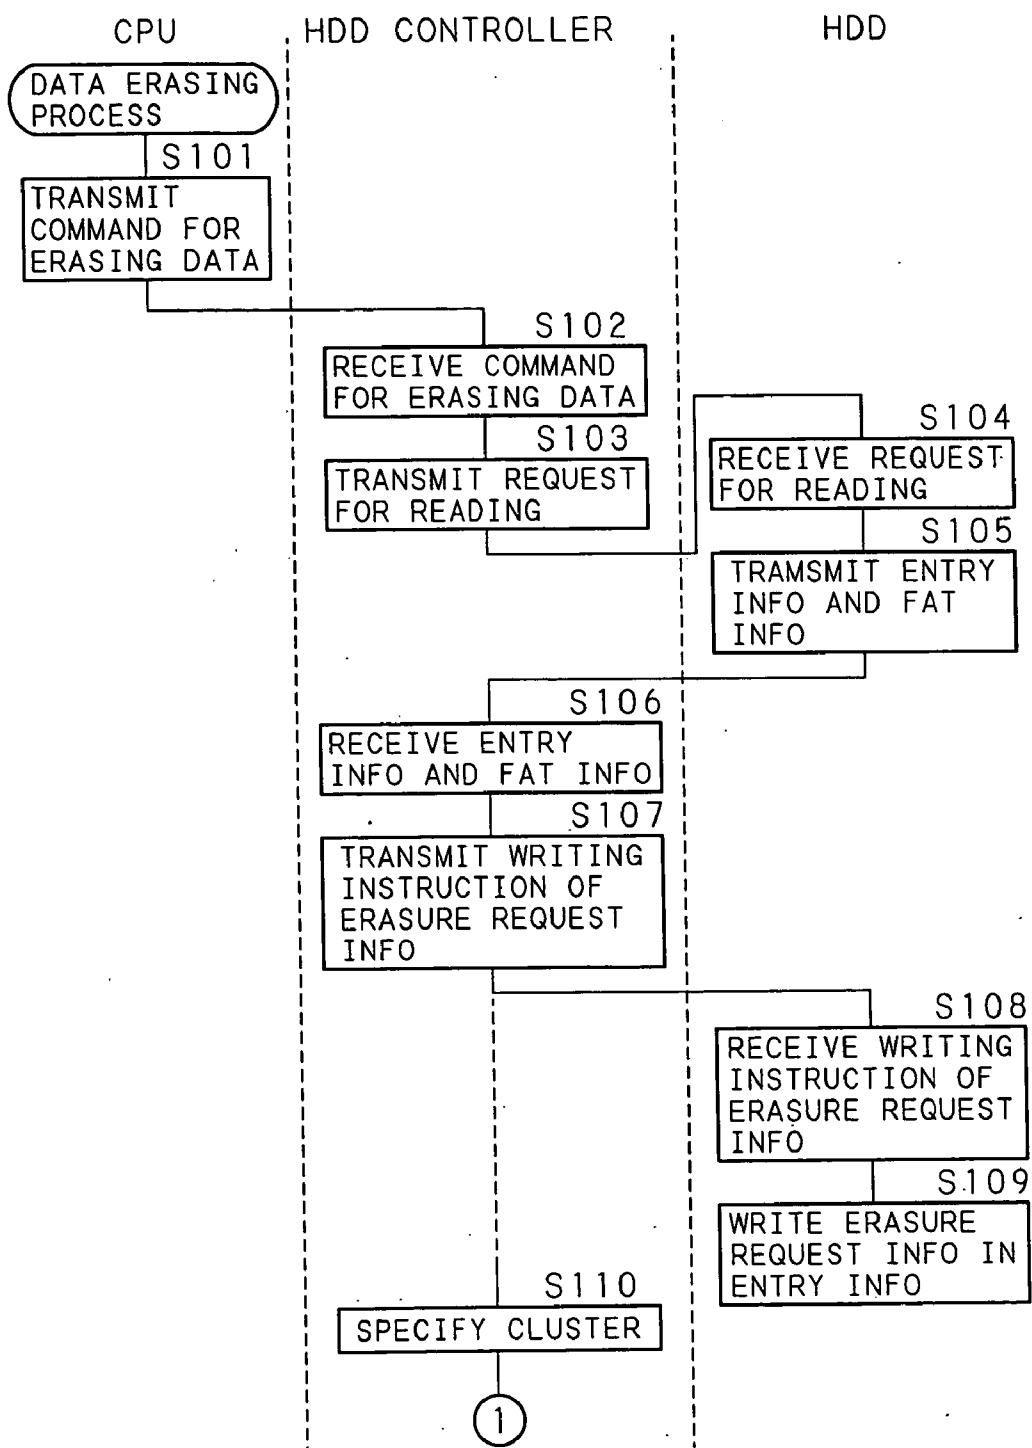 CPU
HDD CONTROLLER
HDD
DATA ERASING
PROCESS
S101
TRANSMIT
COMMAND FOR
ERASING DATA
S102
RECEIVE COMMAND
FOR ERASING DATA
S103
TRANSMIT REQUEST
FOR READING
S104
RECEIVE REQUEST
FOR READING
S105
TRAMSMIT ENTRY
INFO AND FAT
INFO
S106
RECEIVE ENTRY
INFO AND FAT INFO
S107
TRANSMIT WRITING
INSTRUCTION OF
ERASURE REQUEST
INFO
S108
RECEIVE WRITING
INSTRUCTION OF
ERASURE REQUEST
INFO
S109
WRITE ERASURE
REQUEST INFO IN
ENTRY INFO
S110
SPECIFY CLUSTER
1